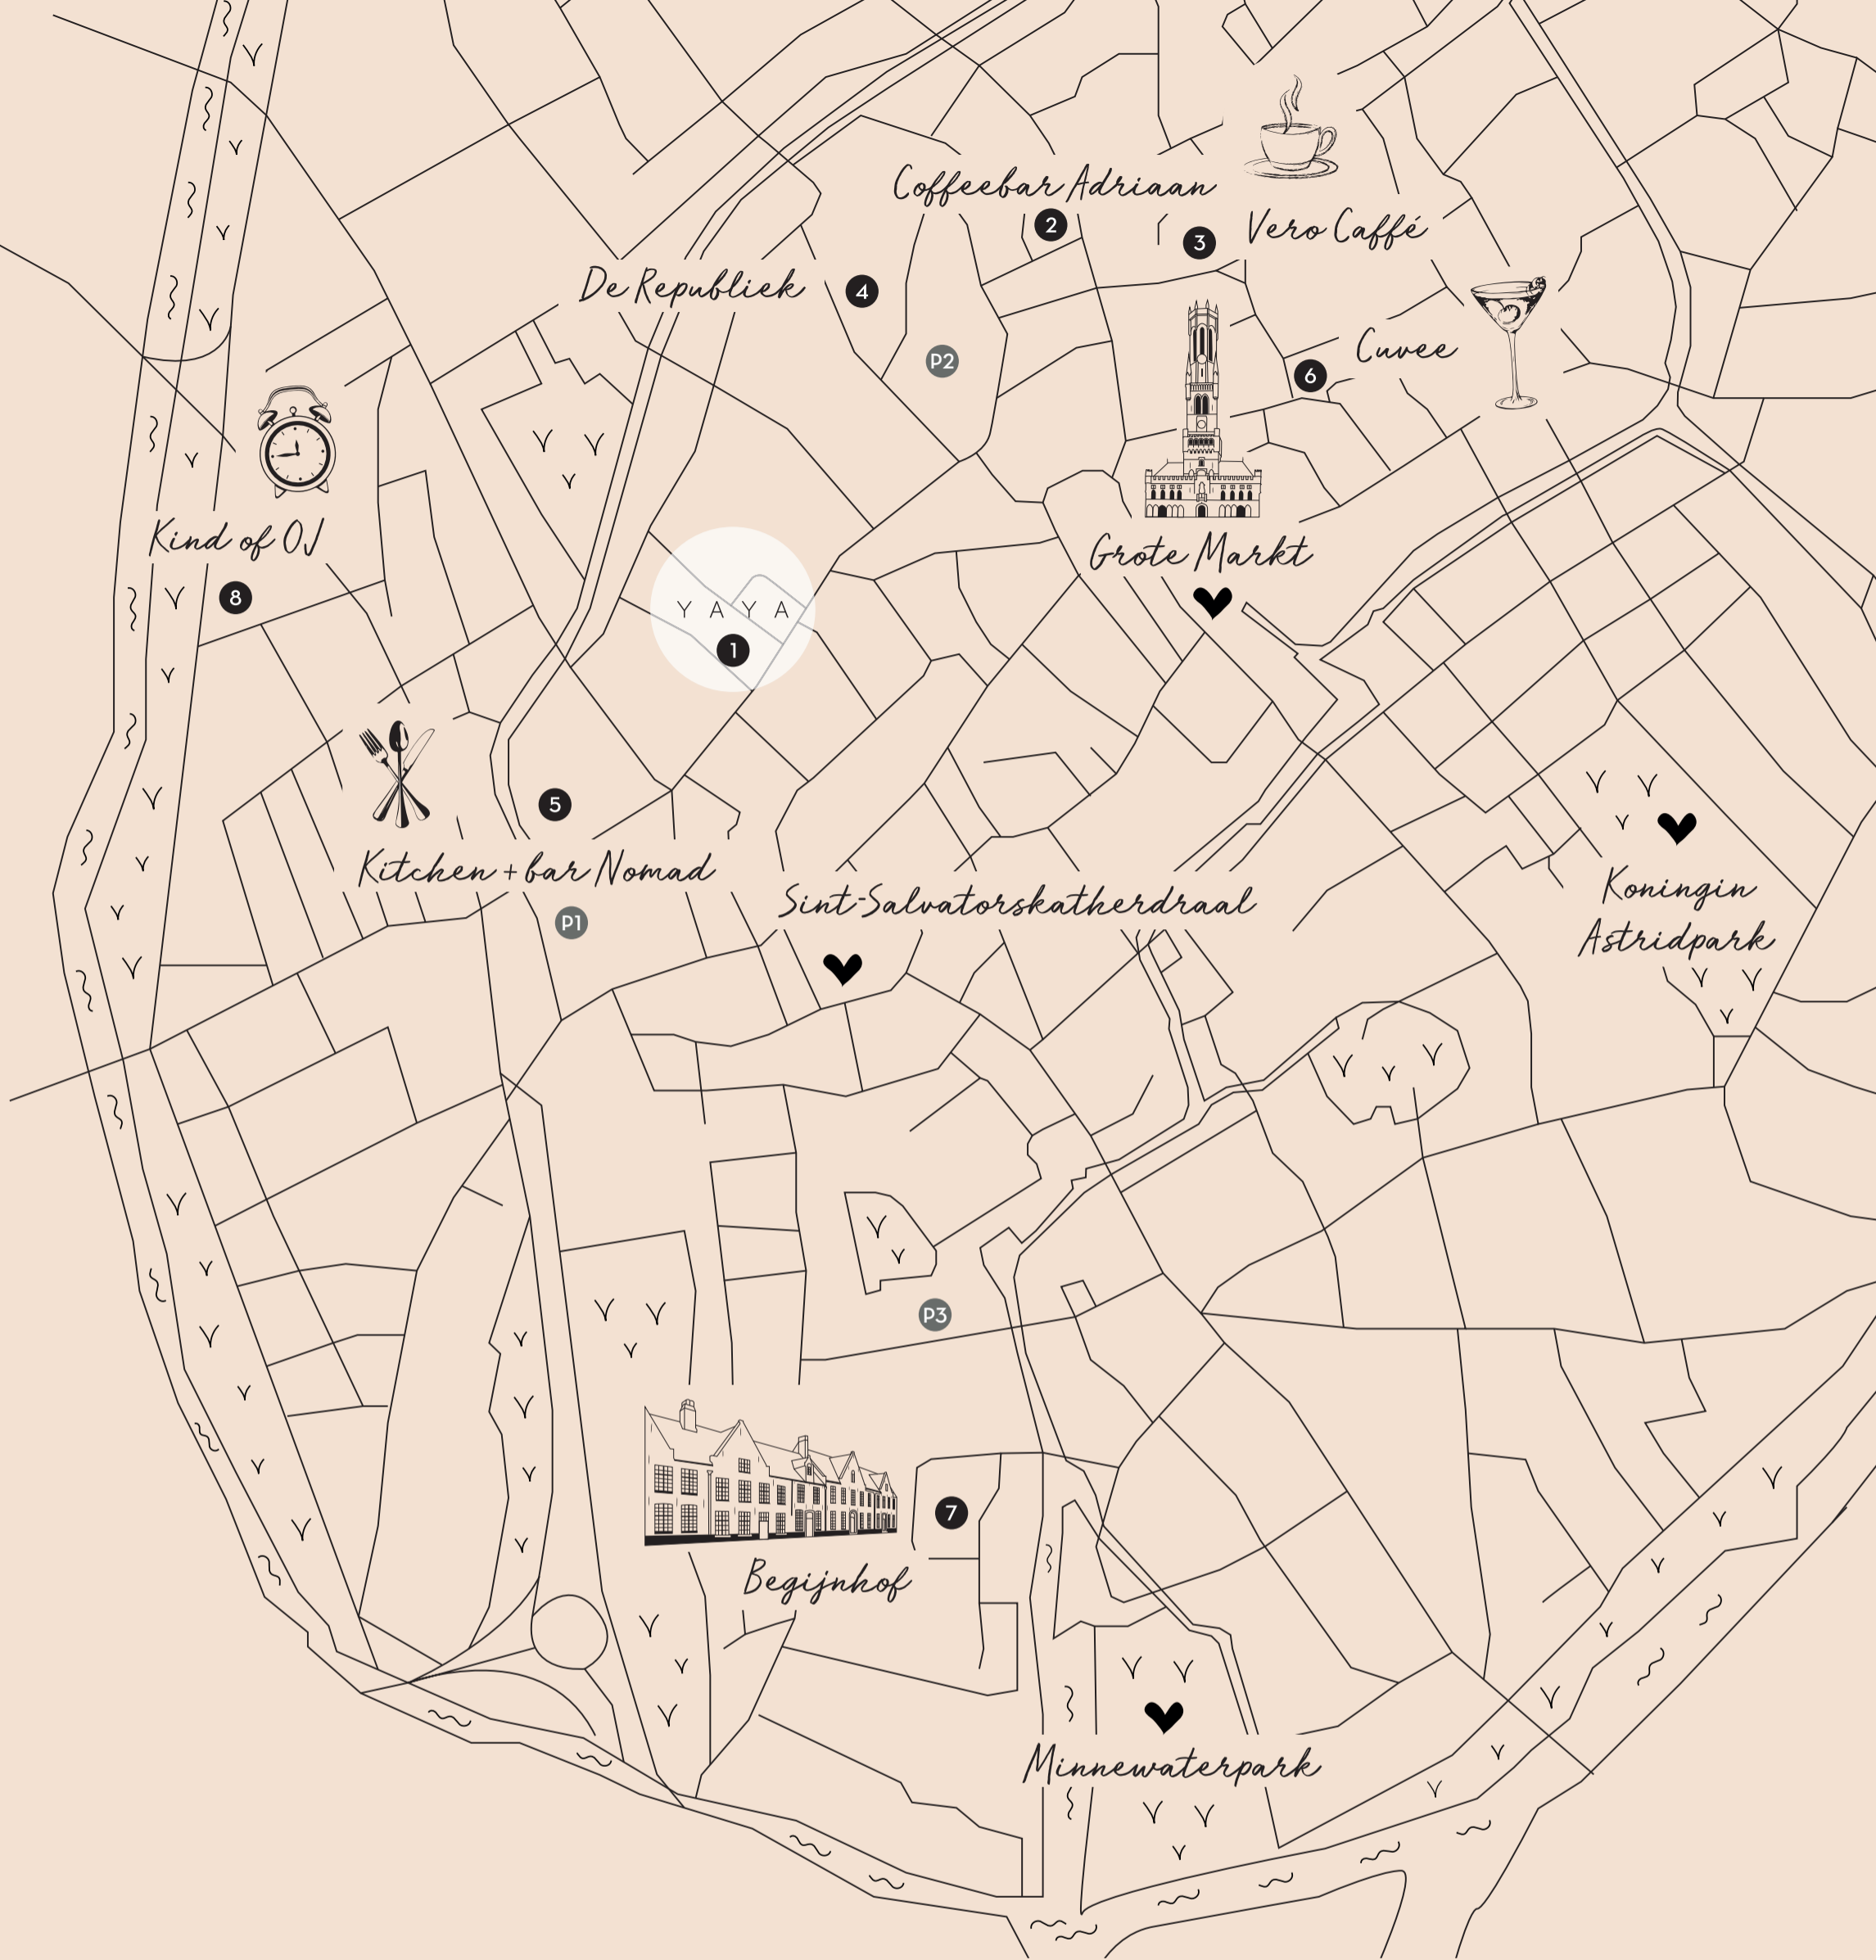 Coffeebar Adriaan
2
3
Vero Caffé
De Republiek
4
P2
Cuvee
6
Kind of OJ
8
Grote Markt
YAYA
1
5
Kitchen + bar Nomad
P1
Sint-Salvatorskatherdraal
Koningin
Astridpark
P3
7
Begijnhof
Minnewaterpark